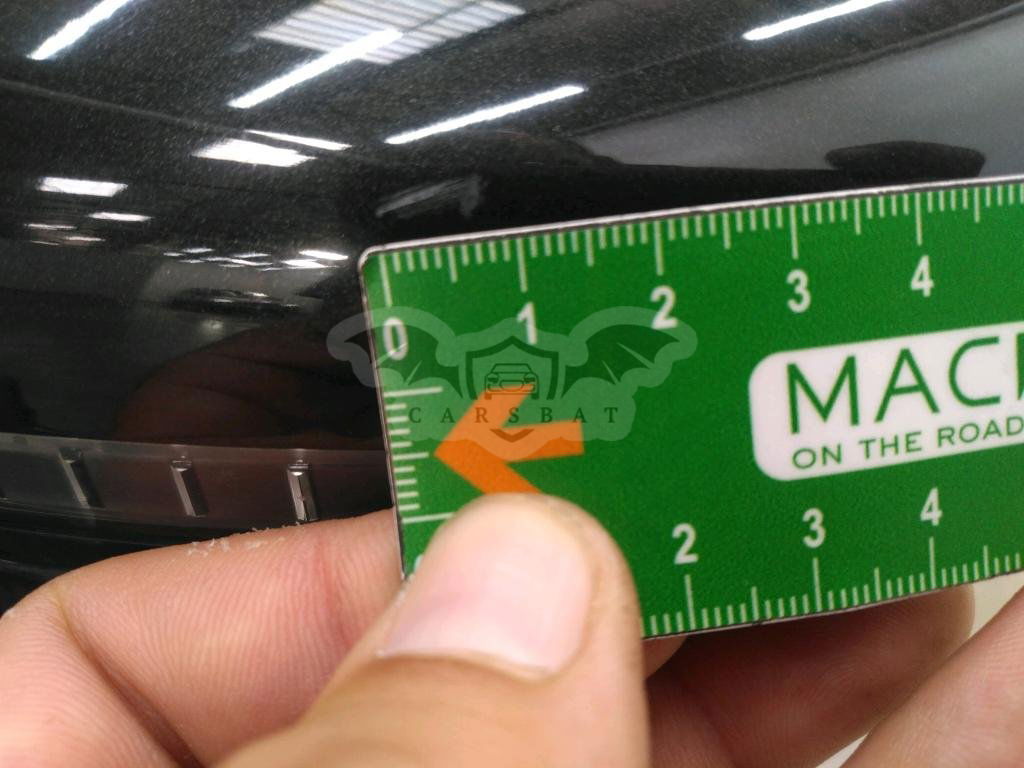 0 1 2 3 4
CARSBAT
MAC
ON THE ROAD
2 3 4